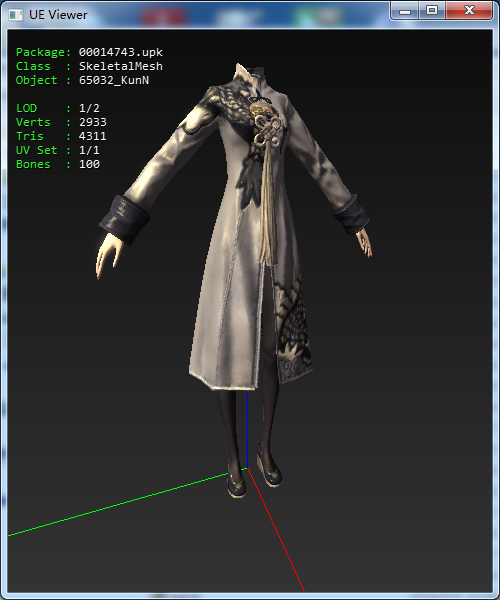 UE Viewer
Package: 00014743.upk
Class : SkeletalMesh
Object : 65032_KunN
LOD : 1/2
Verts : 2933
Tris : 4311
UV Set : 1/1
Bones : 100